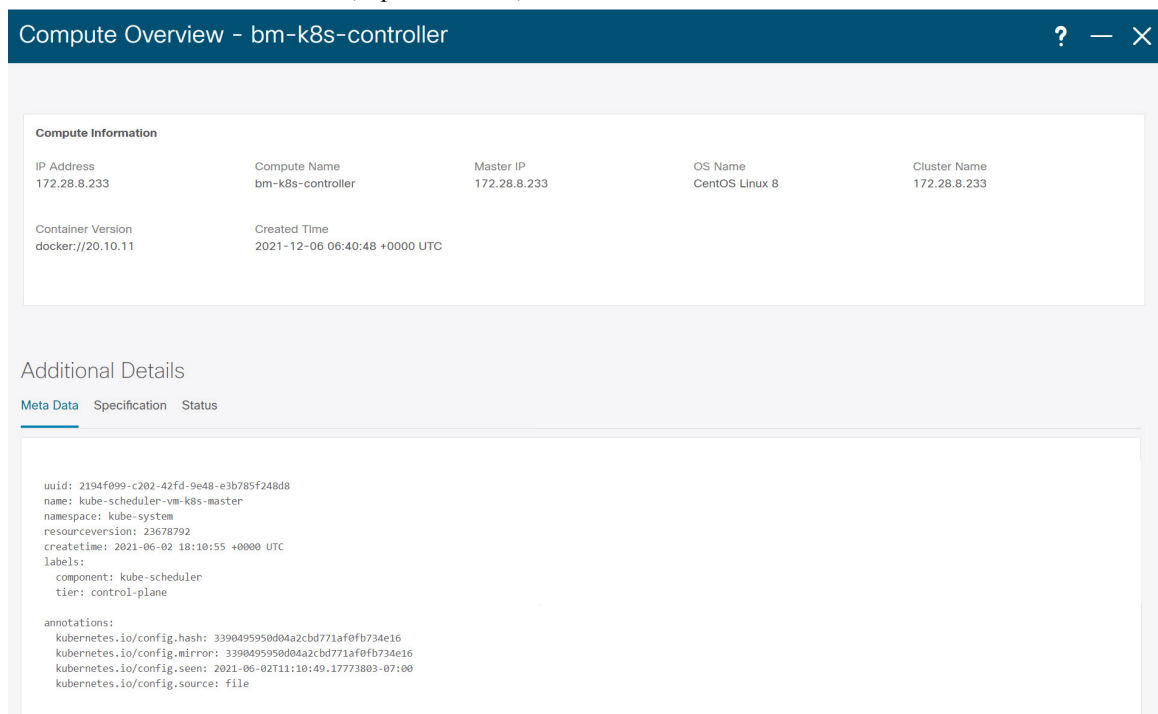 Compute Overview - bm-k8s-controller
? — ×
Compute Information
IP Address Compute Name Master IP OS Name Cluster Name
172.28.8.233 bm-k8s-controller 172.28.8.233 CentOS Linux 8 172.28.8.233
Container Version Created Time
docker://20.10.11 2021-12-06 06:40:48 +0000 UTC
Additional Details
Meta Data Specification Status
uuid: 2194f099-c202-42fd-9e48-e3b785f248d8
name: kube-scheduler-vm-k8s-master
namespace: kube-system
resourceversion: 23678792
createtime: 2021-06-02 18:10:55 +0000 UTC
labels:
component: kube-scheduler
tier: control-plane
annotations:
kubernetes.io/config.hash: 3390495950d04a2cbd771af0fb734e16
kubernetes.io/config.mirror: 3390495950d04a2cbd771af0fb734e16
kubernetes.io/config.seen: 2021-06-02T11:10:49.17773803-07:00
kubernetes.io/config.source: file